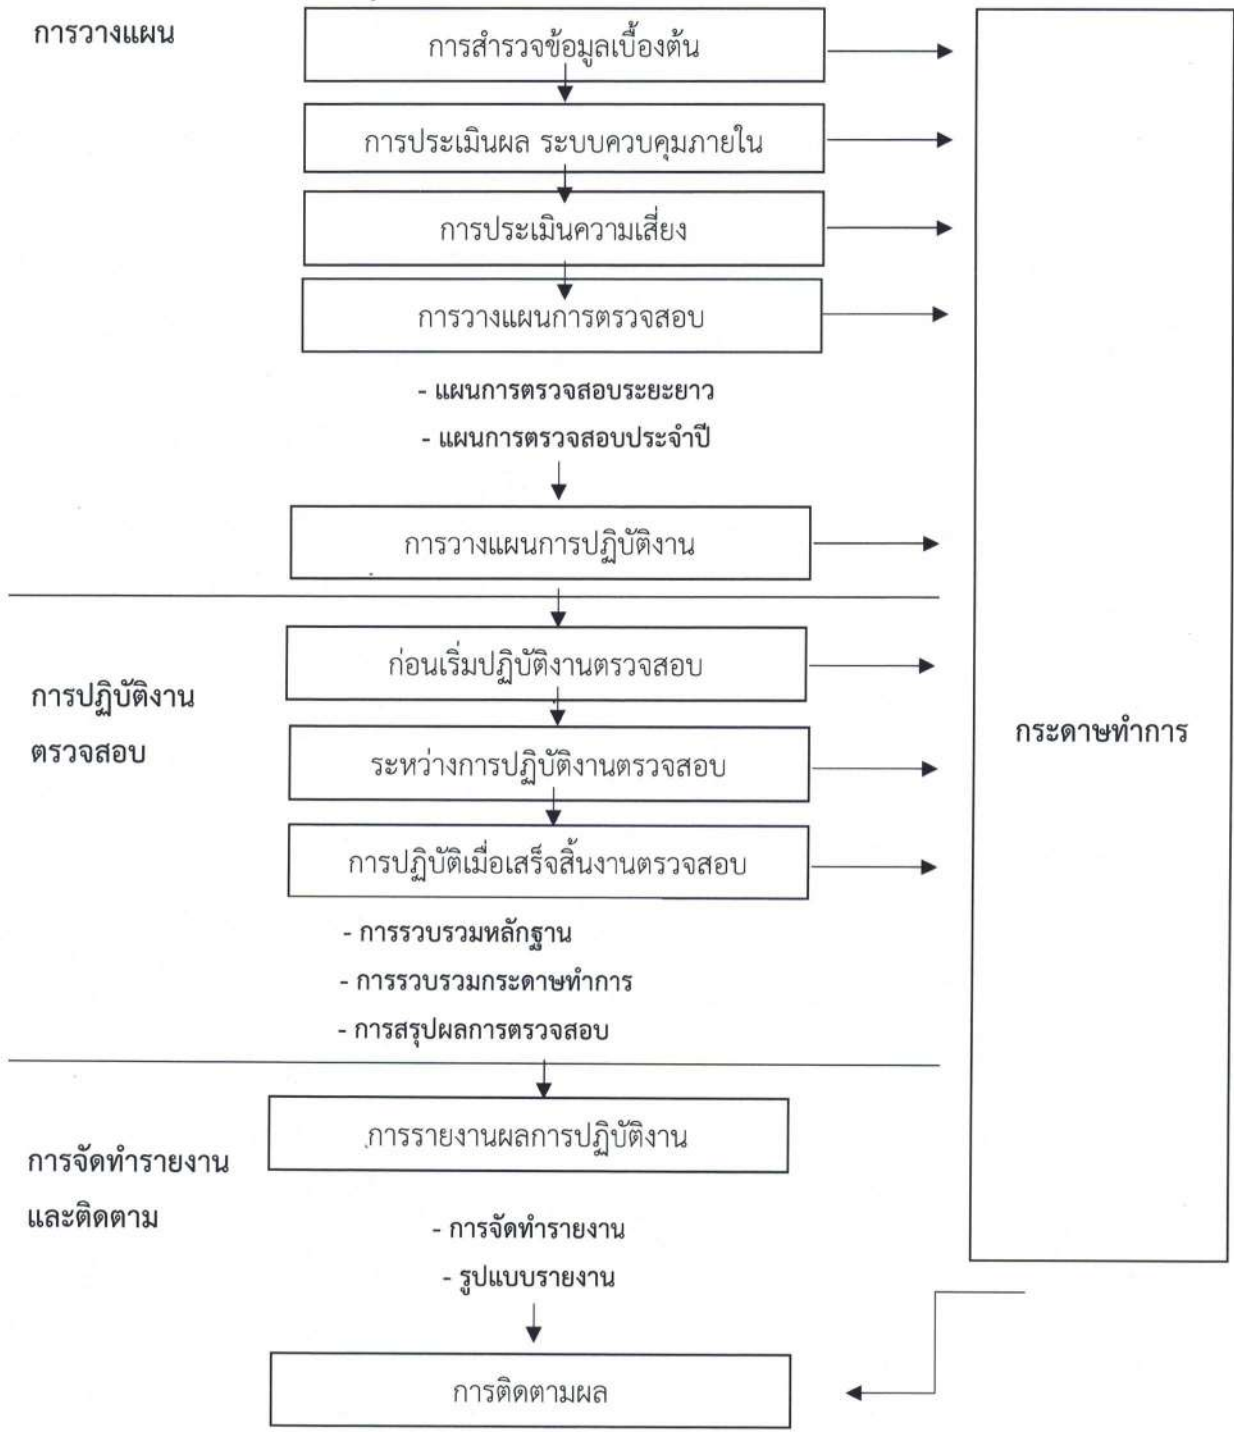 การวางแผน
การสำรวจข้อมูลเบื้องต้น
การประเมินผล ระบบควบคุมภายใน
การประเมินความเสี่ยง
การวางแผนการตรวจสอบ
- แผนการตรวจสอบระยะยาว
- แผนการตรวจสอบประจำปี
การวางแผนการปฏิบัติงาน
การปฏิบัติงาน
ตรวจสอบ
ก่อนเริ่มปฏิบัติงานตรวจสอบ
ระหว่างการปฏิบัติงานตรวจสอบ
การปฏิบัติเมื่อเสร็จสิ้นงานตรวจสอบ
- การรวบรวมหลักฐาน
- การรวบรวมกระดาษทำการ
- การสรุปผลการตรวจสอบ
กระดาษทำการ
การจัดทำรายงาน
และติดตาม
การรายงานผลการปฏิบัติงาน
- การจัดทำรายงาน
- รูปแบบรายงาน
การติดตามผล